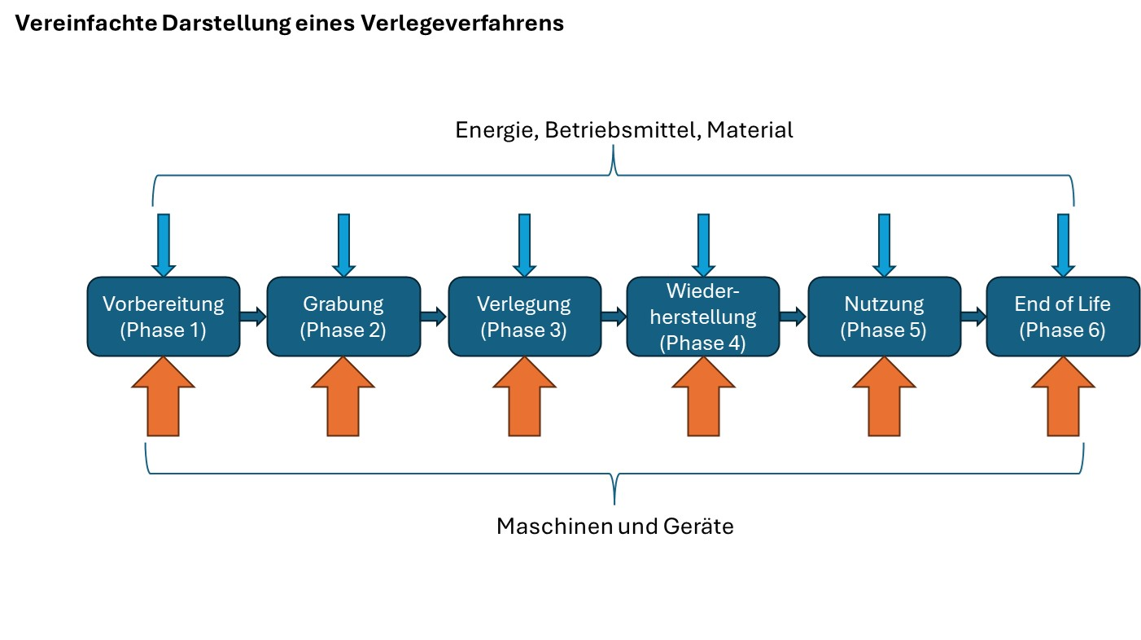 Vereinfachte Darstellung eines Verlegeverfahrens
Energie, Betriebsmittel, Material
Vorbereitung
(Phase 1)
Grabung
(Phase 2)
Verlegung
(Phase 3)
Wieder-
herstellung
(Phase 4)
Nutzung
(Phase 5)
End of Life
(Phase 6)
Maschinen und Geräte